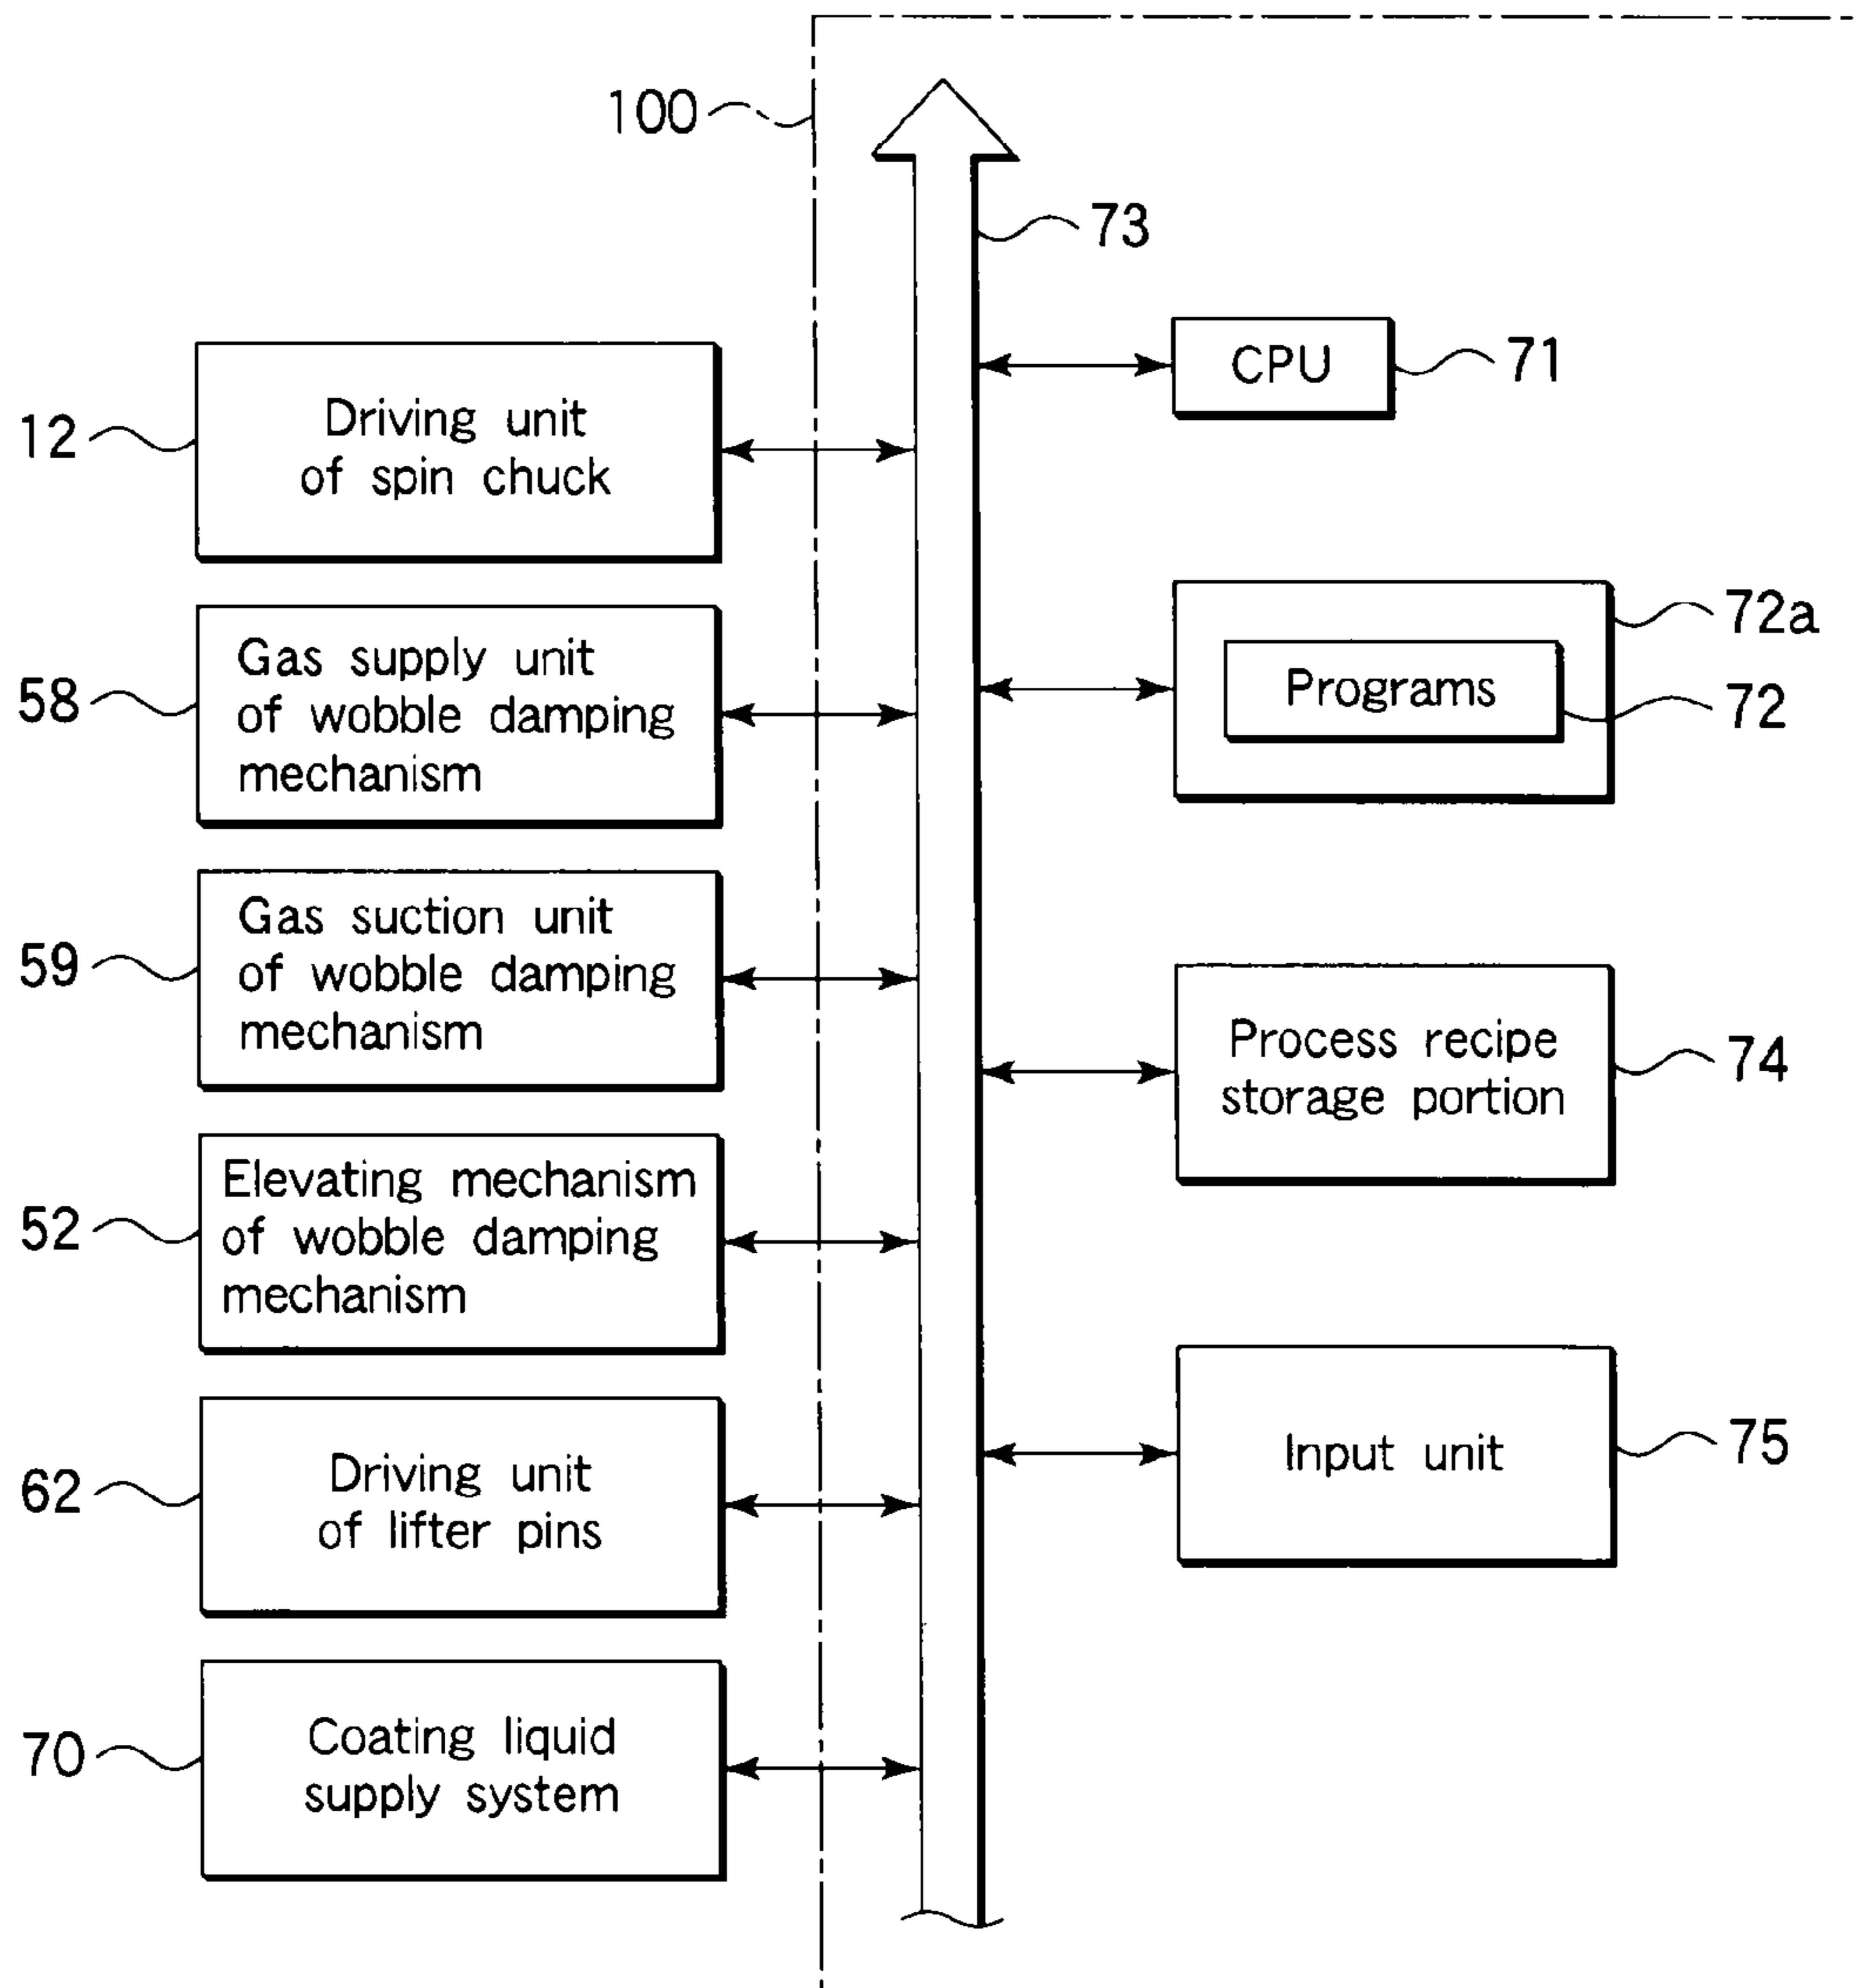 100
73
CPU
71
12
Driving unit
of spin chuck
72a
Programs
72
58
Gas supply unit
of wobble damping
mechanism
59
Gas suction unit
of wobble damping
mechanism
Process recipe
storage portion
74
52
Elevating mechanism
of wobble damping
mechanism
Input unit
75
62
Driving unit
of lifter pins
70
Coating liquid
supply system